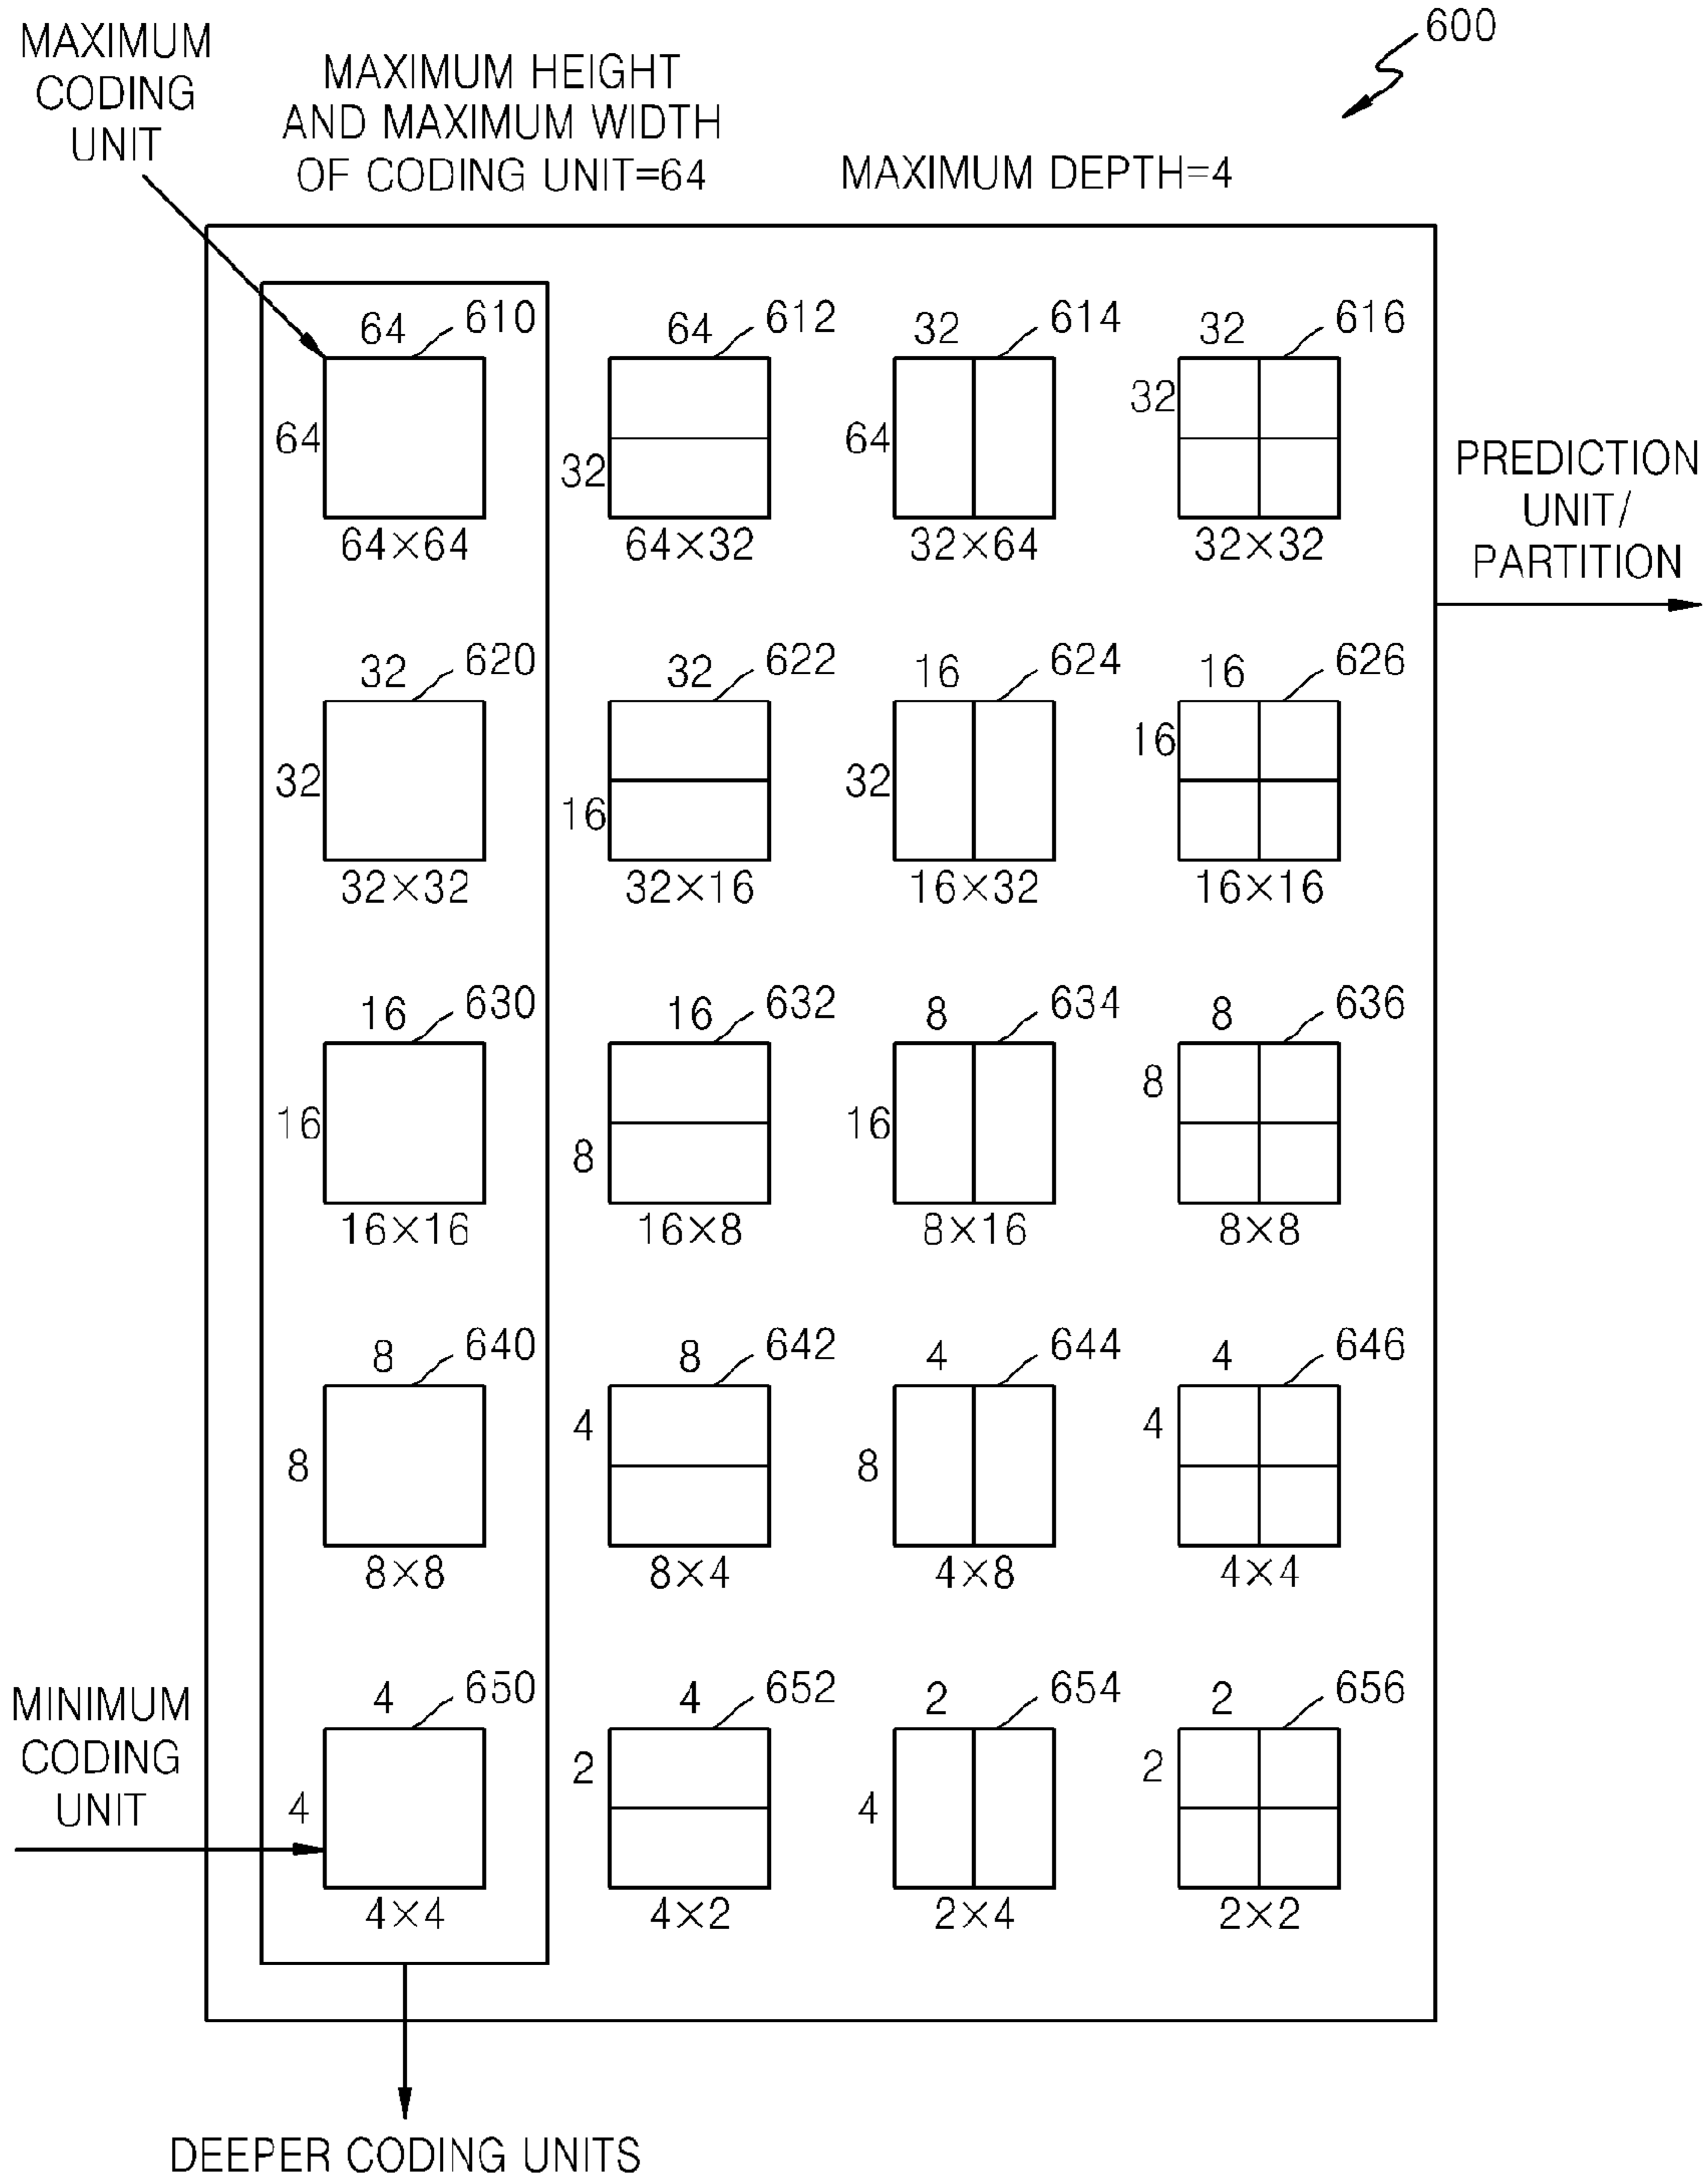 600
MAXIMUM
CODING
UNIT
MAXIMUM HEIGHT
AND MAXIMUM WIDTH
OF CODING UNIT=64
MAXIMUM DEPTH=4
64 610 64 612 32 614 32 616
64 32 64 32
64×64 64×32 32×64 32×32
PREDICTION
UNIT/
PARTITION
32 620 32 622 16 624 16 626
32 16 32 16
32×32 32×16 16×32 16×16
16 630 16 632 8 634 8 636
16 8 16 8
16×16 16×8 8×16 8×8
8 640 8 642 4 644 4 646
8 4 8 4
8×8 8×4 4×8 4×4
MINIMUM
CODING
UNIT
4 650 4 652 2 654 2 656
4 2 4 2
4×4 4×2 2×4 2×2
DEEPER CODING UNITS